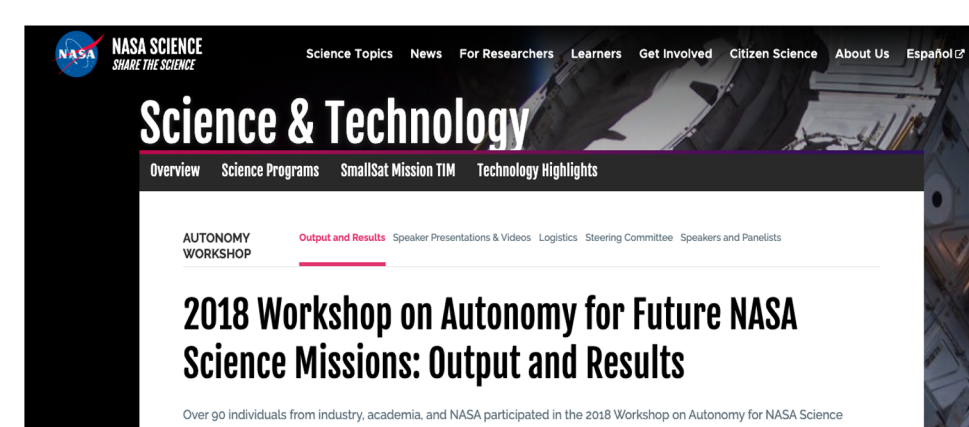 NASA
NASA SCIENCE
SHARE THE SCIENCE
Science Topics News For Researchers Learners Get Involved Citizen Science About Us Español
Science & Technology
Overview Science Programs SmallSat Mission TIM Technology Highlights
AUTONOMY
WORKSHOP
Output and Results Speaker Presentations & Videos Logistics Steering Committee Speakers and Panelists
2018 Workshop on Autonomy for Future NASA
Science Missions: Output and Results
Over 90 individuals from industry, academia, and NASA participated in the 2018 Workshop on Autonomy for NASA Science